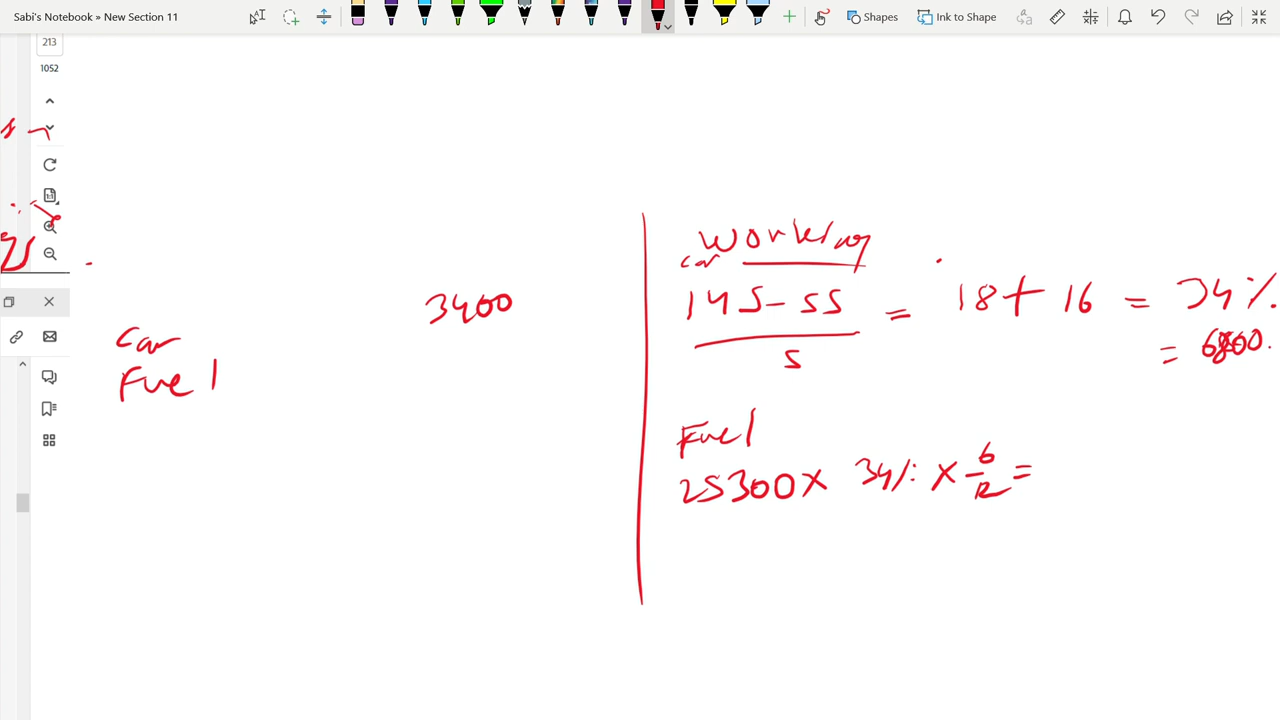 Sabi's Notebook » New Section 11
Shapes
Ink to Shape
213
1052
3400
Car
Fuel
Working
car
145-55
5
= 18 + 16 = 34%
= 6800.
Fuel
25300 x 34% x 6/12 =